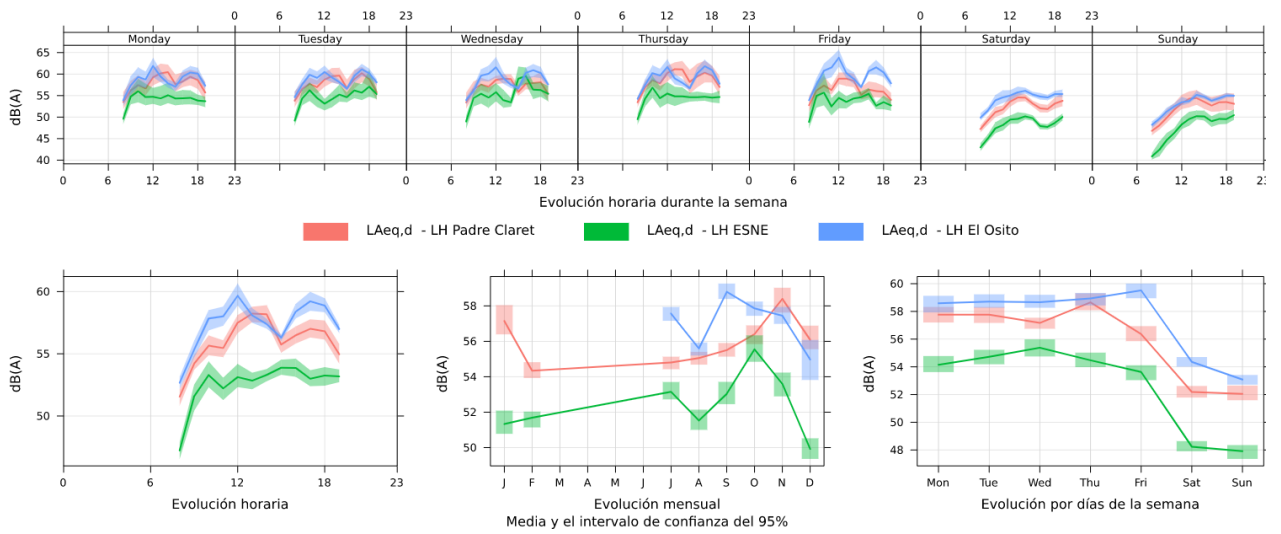 0 6 12 18 23 0 6 12 18 23 0 6 12 18 23
Monday Tuesday Wednesday Thursday Friday Saturday Sunday
65
60
55
50
45
40
dB(A)
0 6 12 18 23 0 6 12 18 23 0 6 12 18 23 0 6 12 18 23
Evolución horaria durante la semana
LAeq,d - LH Padre Claret LAeq,d - LH ESNE LAeq,d - LH El Osito
60
55
50
dB(A)
0 6 12 18 23
Evolución horaria
58
56
54
52
50
dB(A)
J F M A M J J A S O N D
Evolución mensual
Media y el intervalo de confianza del 95%
60
58
56
54
52
50
48
dB(A)
Mon Tue Wed Thu Fri Sat Sun
Evolución por días de la semana